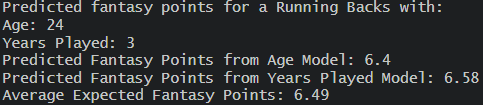 Predicted fantasy points for a Running Backs with:
Age: 24
Years Played: 3
Predicted Fantasy Points from Age Model: 6.4
Predicted Fantasy Points from Years Played Model: 6.58
Average Expected Fantasy Points: 6.49